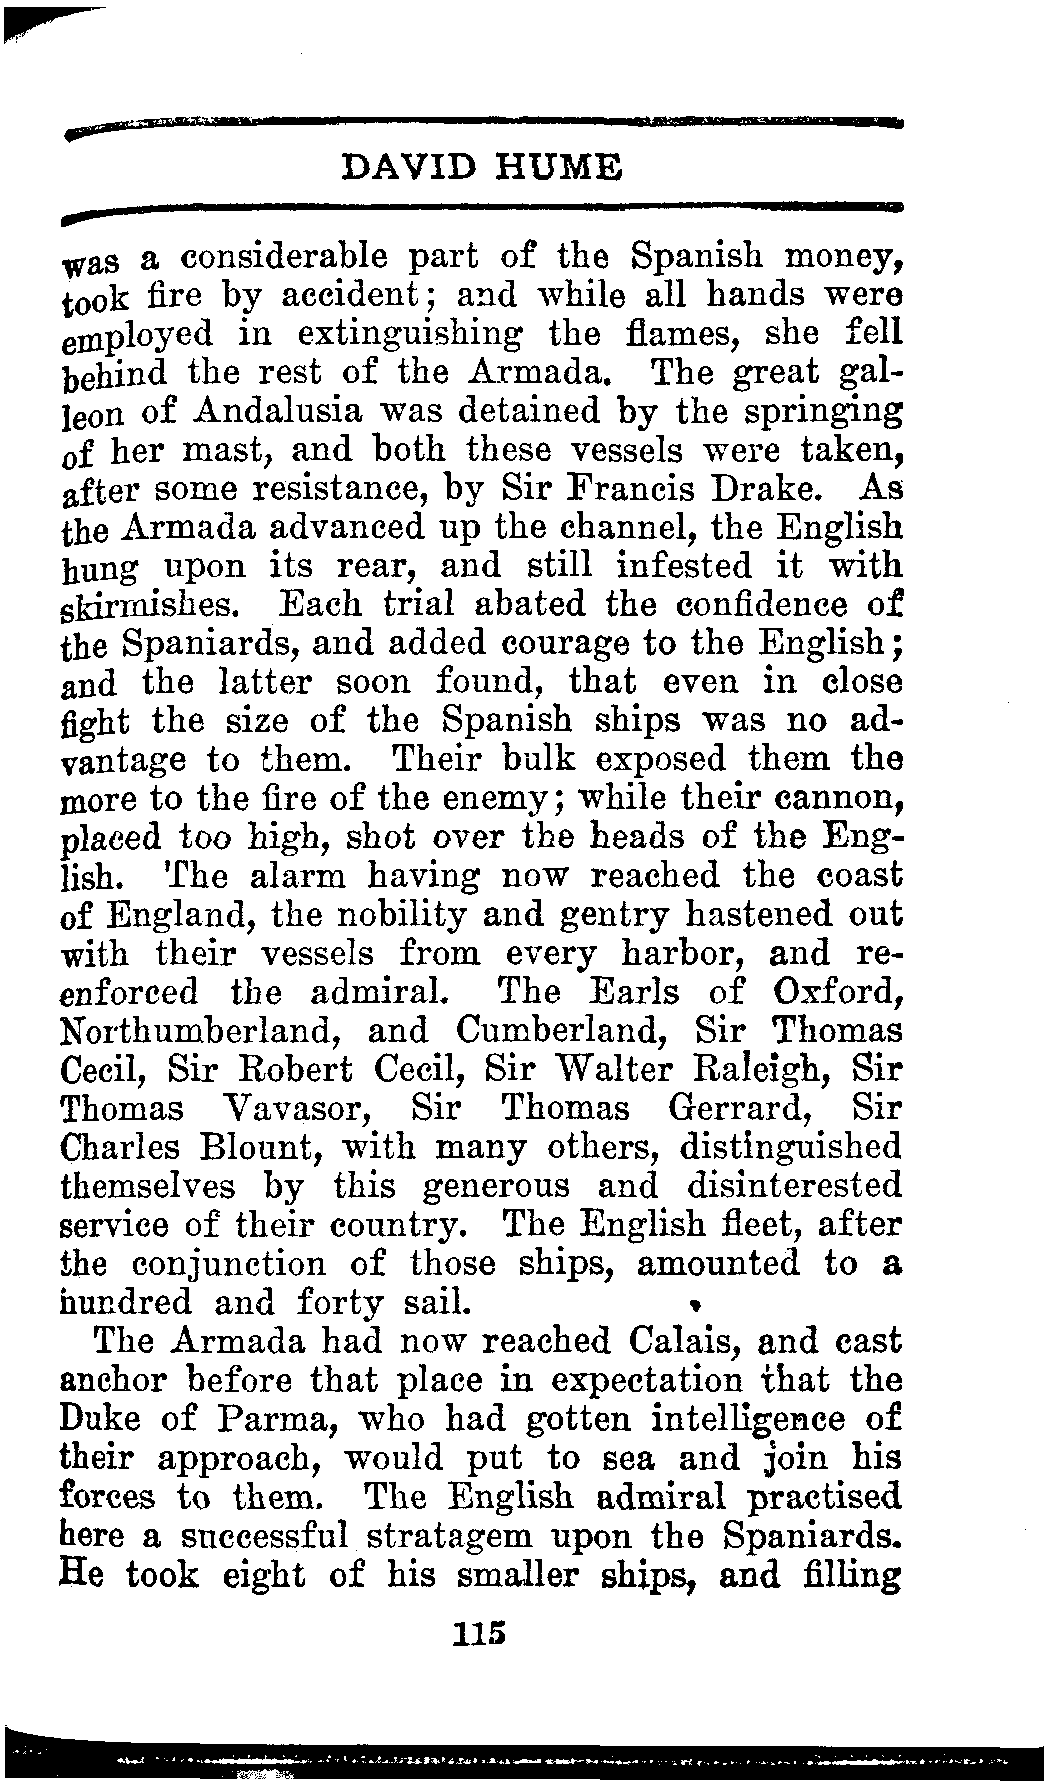 DAVID HUME
was a considerable part of the Spanish money,
took fire by accident; and while all hands were
employed in extinguishing the flames, she fell
behind the rest of the Armada. The great gal-
leon of Andalusia was detained by the springing
of her mast, and both these vessels were taken,
after some resistance, by Sir Francis Drake. As
the Armada advanced up the channel, the English
hung upon its rear, and still infested it with
skirmishes. Each trial abated the confidence of
the Spaniards, and added courage to the English;
and the latter soon found, that even in close
fight the size of the Spanish ships was no ad-
vantage to them. Their bulk exposed them the
more to the fire of the enemy; while their cannon,
placed too high, shot over the heads of the Eng-
lish. The alarm having now reached the coast
of England, the nobility and gentry hastened out
with their vessels from every harbor, and re-
enforced the admiral. The Earls of Oxford,
Northumberland, and Cumberland, Sir Thomas
Cecil, Sir Robert Cecil, Sir Walter Raleigh, Sir
Thomas Vavasor, Sir Thomas Gerrard, Sir
Charles Blount, with many others, distinguished
themselves by this generous and disinterested
service of their country. The English fleet, after
the conjunction of those ships, amounted to a
hundred and forty sail.
The Armada had now reached Calais, and cast
anchor before that place in expectation that the
Duke of Parma, who had gotten intelligence of
their approach, would put to sea and join his
forces to them. The English admiral practised
here a successful stratagem upon the Spaniards.
He took eight of his smaller ships, and filling
115